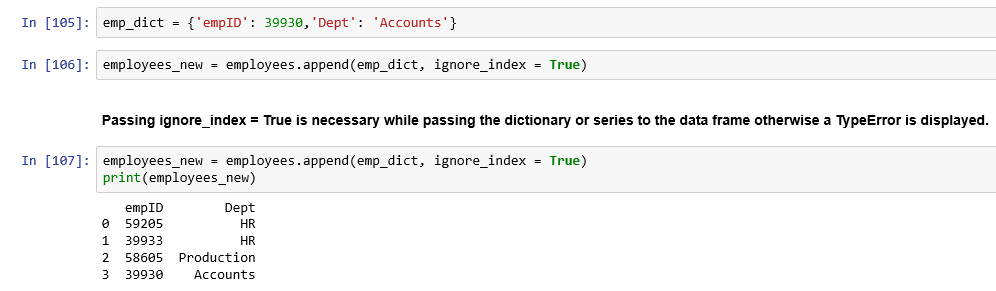 In [105]: emp_dict = {'empID': 39930,'Dept': 'Accounts'}
In [106]: employees_new = employees.append(emp_dict, ignore_index = True)
Passing ignore_index = True is necessary while passing the dictionary or series to the data frame otherwise a TypeError is displayed.
In [107]: employees_new = employees.append(emp_dict, ignore_index = True)
print(employees_new)
empID Dept
0 59205 HR
1 39933 HR
2 58605 Production
3 39930 Accounts